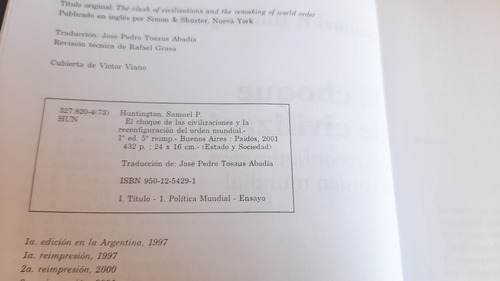 Título original: The clash of civilizations and the remaking of world order
Publicado en inglés por Simon & Shuster, Nueva York
Traducción: José Pedro Tosaus Abadía
Revisión técnica de Rafael Grasa
Cubierta de Víctor Viano
327:820-4(73) Huntington, Samuel P.
HUN El choque de las civilizaciones y la
reconfiguración del orden mundial.-
1ª ed. 5ª reimp.- Buenos Aires : Paidós, 2001
432 p. ; 24 x 16 cm.- (Estado y Sociedad)
Traducción de: José Pedro Tosaus Abadía
ISBN 950-12-5429-1
I. Título - 1. Política Mundial - Ensayo
1a. edición en la Argentina, 1997
1a. reimpresión, 1997
2a. reimpresión, 2000